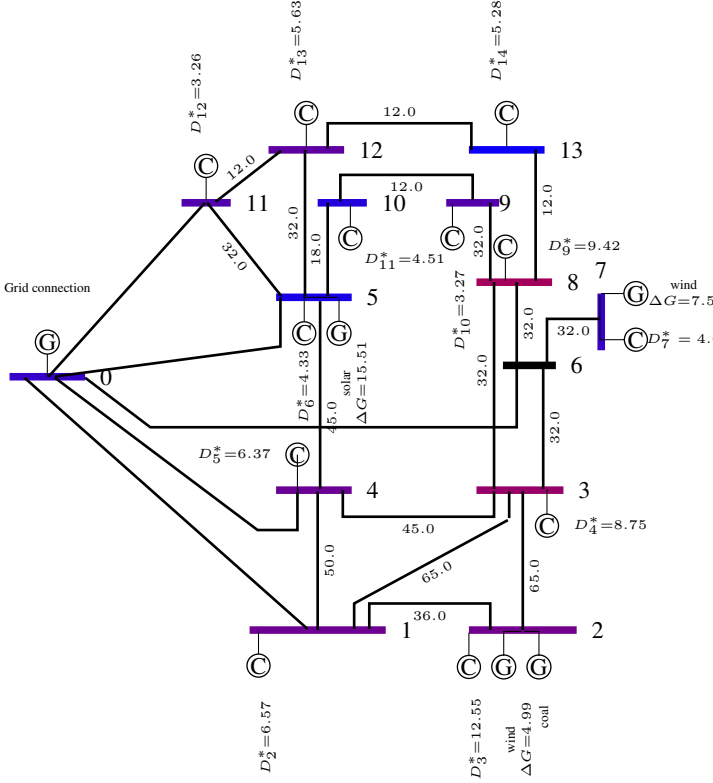 D*13=5.63
D*14=5.28
D*12=3.26
C
C
C
12.0
12
13
12.0
C
11
32.0
32.0
18.0
12.0
10
9
C
C
D*11=4.51
32.0
12.0
D*9=9.42
C
8
7
G
wind
ΔG=7.5
C
D*7 = 4.
Grid connection
G
0
5
C
G
D*6=4.33
solar
ΔG=15.51
D*10=3.27
32.0
32.0
32.0
6
32.0
45.0
D*5=6.37
C
4
3
C
D*4=8.75
45.0
50.0
65.0
65.0
36.0
1
2
C
C
G
G
D*2=6.57
D*3=12.55
wind
ΔG=4.99
coal